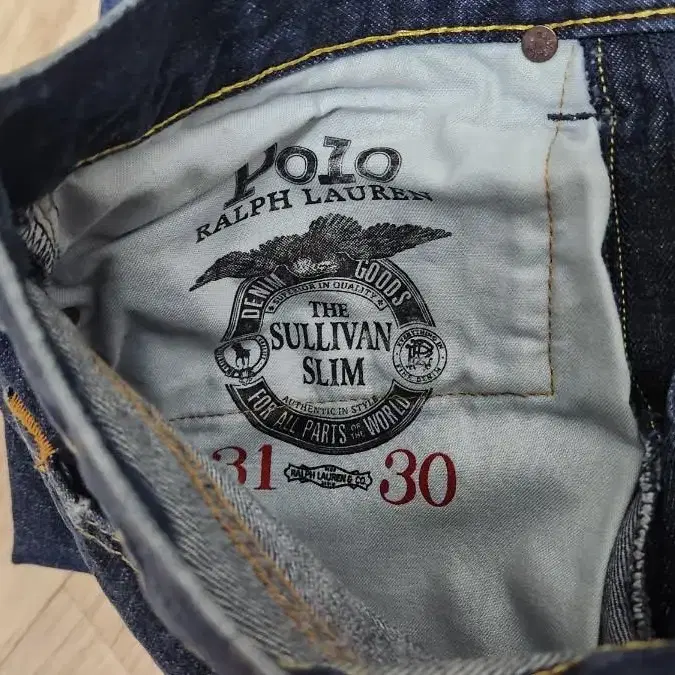 Polo
RALPH LAUREN
DENIM GOODS
SUPERIOR IN QUALITY &
THE
SULLIVAN
SLIM
AUTHENTIC IN STYLE
FOR ALL PARTS OF THE WORLD
31 30
RALPH LAUREN & CO.